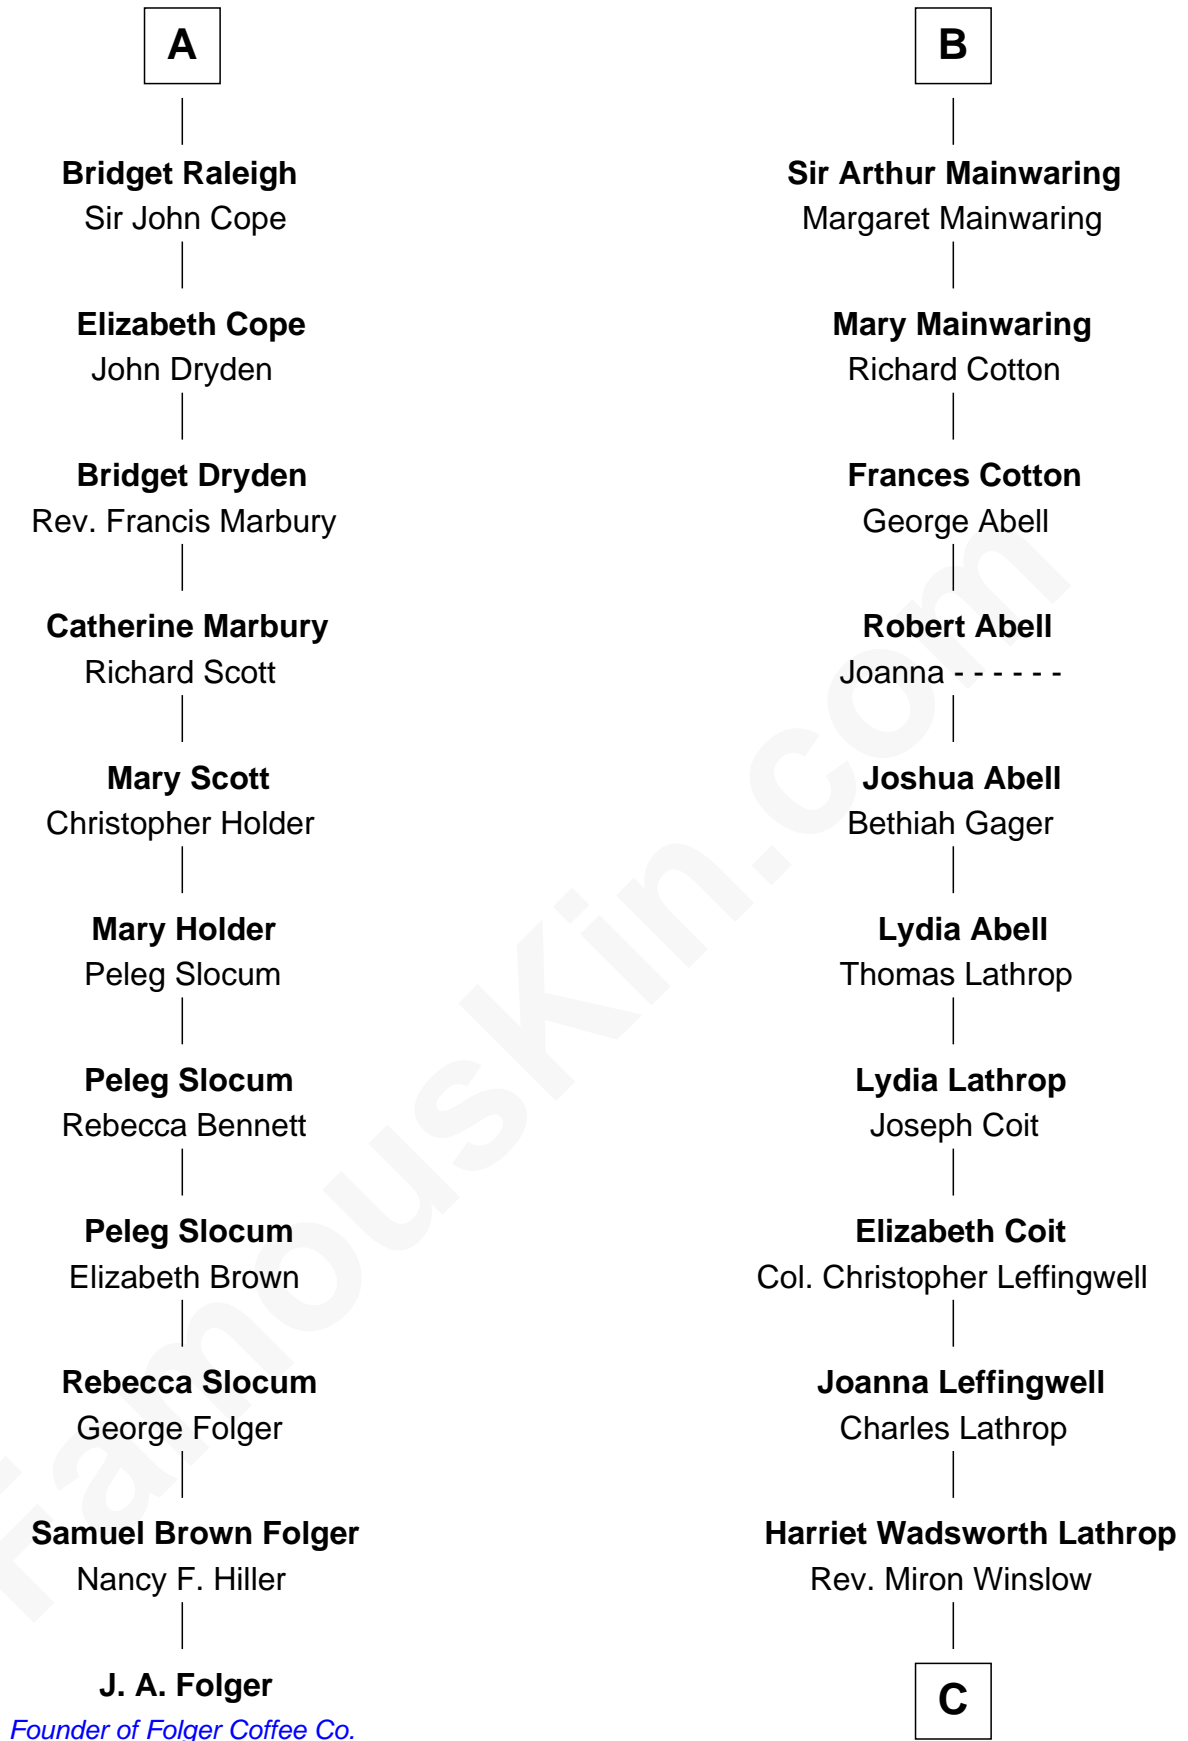 A
Bridget Raleigh
Sir John Cope
Elizabeth Cope
John Dryden
Bridget Dryden
Rev. Francis Marbury
Catherine Marbury
Richard Scott
Mary Scott
Christopher Holder
Mary Holder
Peleg Slocum
Peleg Slocum
Rebecca Bennett
Peleg Slocum
Elizabeth Brown
Rebecca Slocum
George Folger
Samuel Brown Folger
Nancy F. Hiller
J. A. Folger
Founder of Folger Coffee Co.
B
Sir Arthur Mainwaring
Margaret Mainwaring
Mary Mainwaring
Richard Cotton
Frances Cotton
George Abell
Robert Abell
Joanna - - - - - -
Joshua Abell
Bethiah Gager
Lydia Abell
Thomas Lathrop
Lydia Lathrop
Joseph Coit
Elizabeth Coit
Col. Christopher Leffingwell
Joanna Leffingwell
Charles Lathrop
Harriet Wadsworth Lathrop
Rev. Miron Winslow
C
FamousKin.com